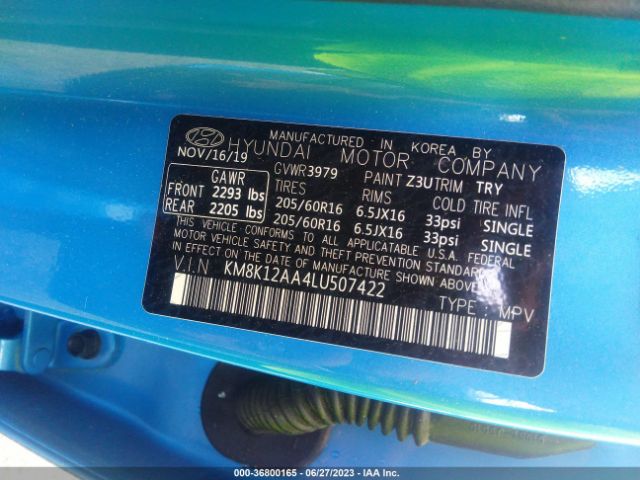 MANUFACTURED IN KOREA BY
NOV/16/19 HYUNDAI MOTOR COMPANY
GAWR GVWR3979 PAINT Z3U TRIM TRY
FRONT 2293 lbs TIRES RIMS COLD TIRE INFL
REAR 2205 lbs 205/60R16 6.5JX16 33psi SINGLE
205/60R16 6.5JX16 33psi SINGLE
THIS VEHICLE CONFORMS TO ALL APPLICATABLE U.S.A. FEDERAL
MOTOR VEHICLE SAFETY AND THEFT PREVENTION STANDARDS
IN EFFECT ON THE DATE OF MANUFACTURE SHOWN ABOVE
V.I.N KM8K12AA4LU507422
TYPE : MPV
000-36800165 - 06/27/2023 - IAA Inc.